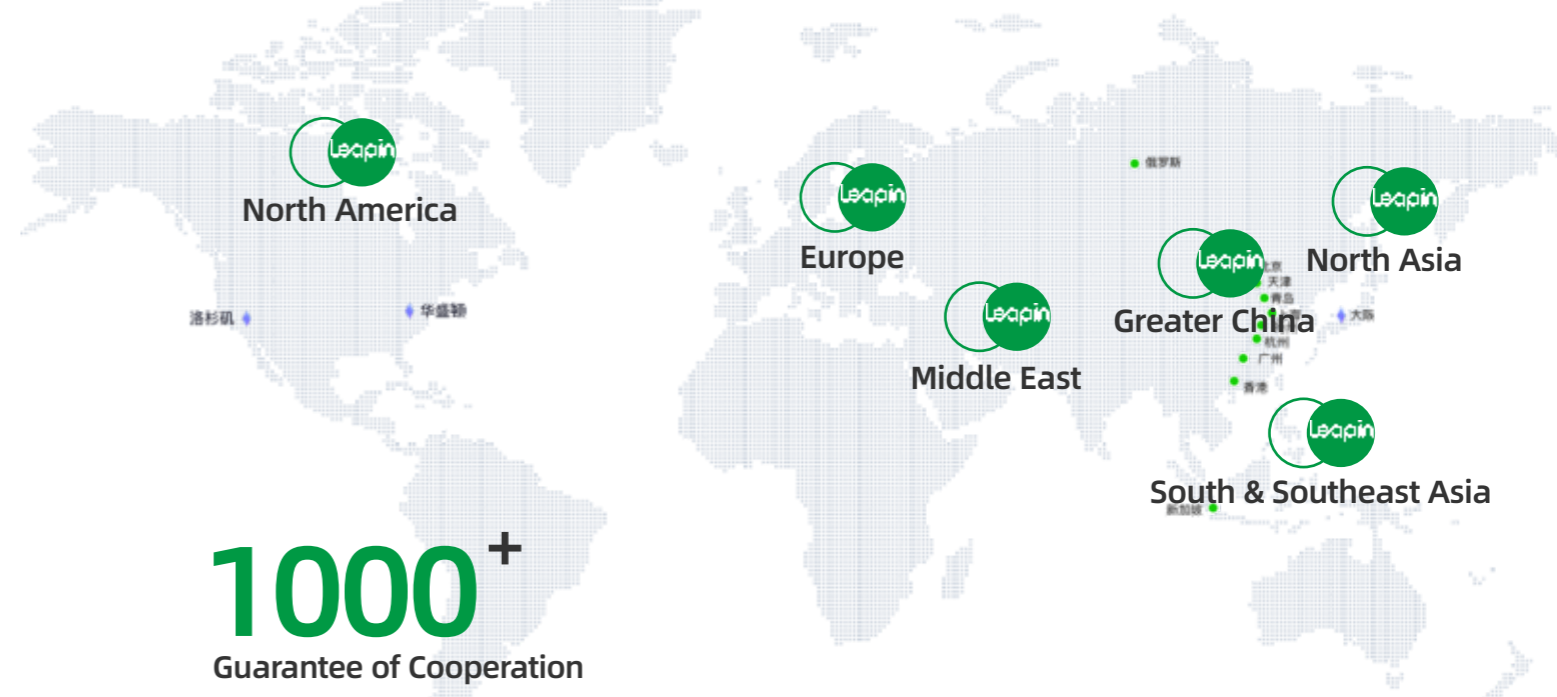 Leapin
North America
Leapin
Europe
Leapin
Middle East
Leapin
Greater China
Leapin
North Asia
Leapin
South & Southeast Asia
俄罗斯
洛杉矶
华盛顿
北京
天津
青岛
大阪
杭州
广州
香港
新加坡
1000+
Guarantee of Cooperation